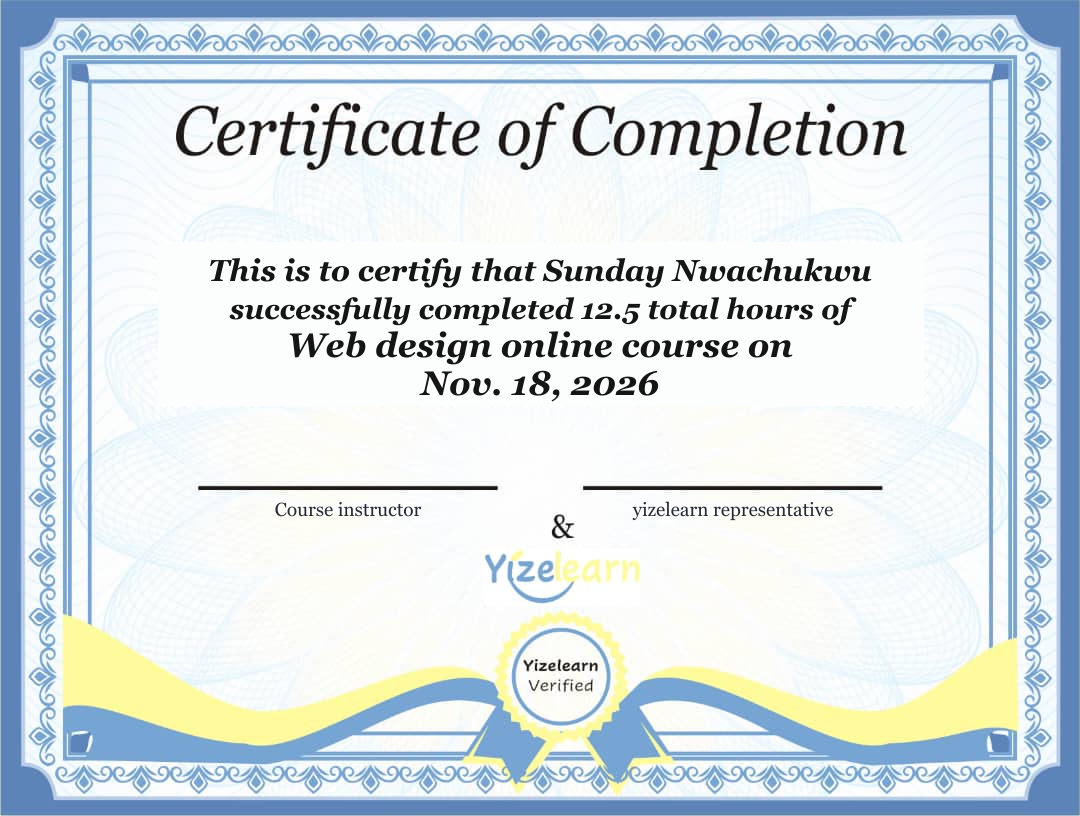 Certificate of Completion
This is to certify that Sunday Nwachukwu
successfully completed 12.5 total hours of
Web design online course on
Nov. 18, 2026
Course instructor
yizelearn representative
&
Yizelearn
Yizelearn
Verified